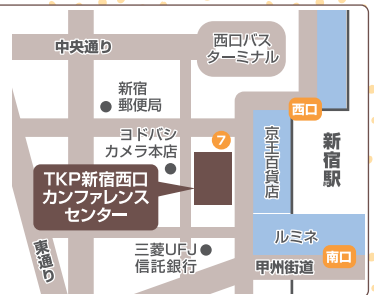 中央通り
西口バス
ターミナル
新宿
郵便局
西口
ヨドバシ
カメラ本店
7
京王百貨店
新宿駅
TKP新宿西口
カンファレンス
センター
東通り
三菱UFJ
信託銀行
ルミネ
甲州街道
南口